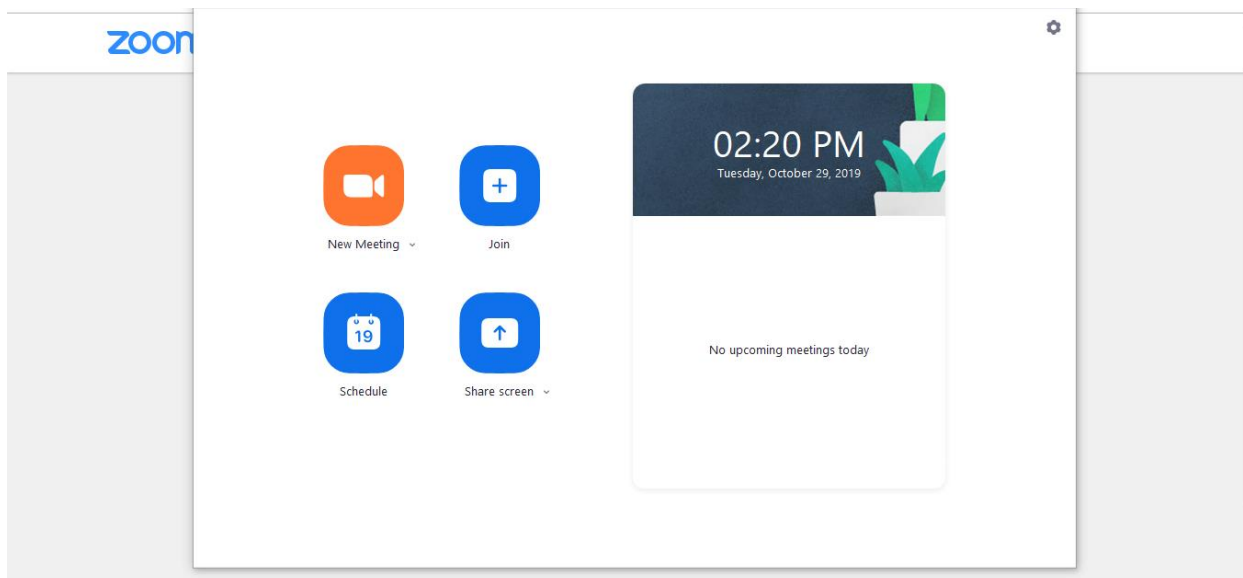 zoom
New Meeting
Join
19
Schedule
Share screen
02:20 PM
Tuesday, October 29, 2019
No upcoming meetings today